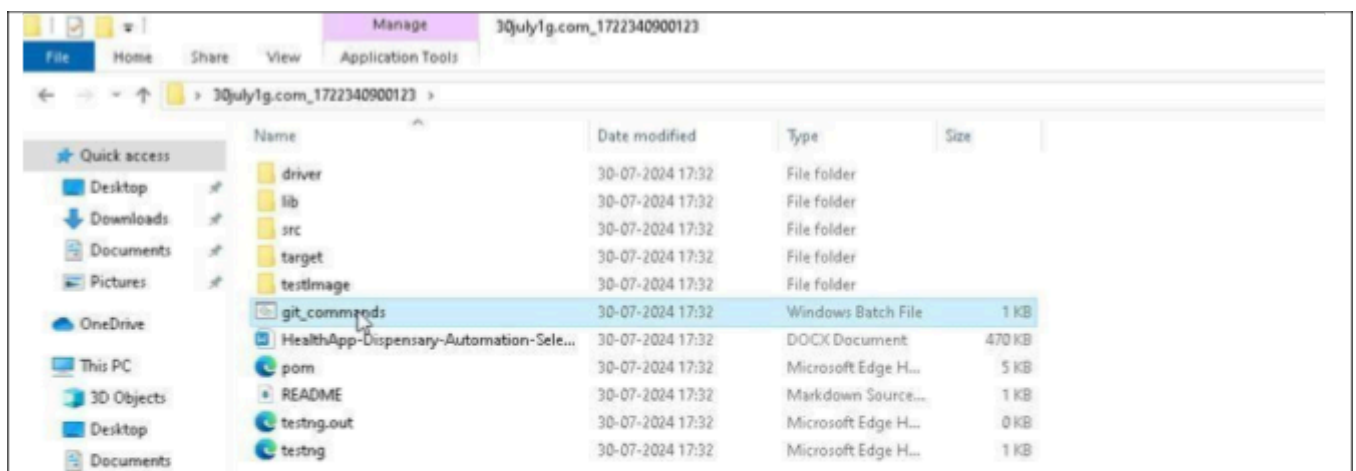 Manage 30july1g.com_1722340900123
File Home Share View Application Tools
30july1g.com_1722340900123
Name Date modified Type Size
Quick access
driver 30-07-2024 17:32 File folder
Desktop
lib 30-07-2024 17:32 File folder
Downloads
src 30-07-2024 17:32 File folder
Documents
target 30-07-2024 17:32 File folder
Pictures
testImage 30-07-2024 17:32 File folder
git_commands 30-07-2024 17:32 Windows Batch File 1 KB
OneDrive
HealthApp-Dispensary-Automation-Sele... 30-07-2024 17:32 DOCX Document 470 KB
This PC
pom 30-07-2024 17:32 Microsoft Edge H... 5 KB
3D Objects
README 30-07-2024 17:32 Markdown Source... 1 KB
Desktop
testng.out 30-07-2024 17:32 Microsoft Edge H... 0 KB
Documents
testng 30-07-2024 17:32 Microsoft Edge H... 1 KB